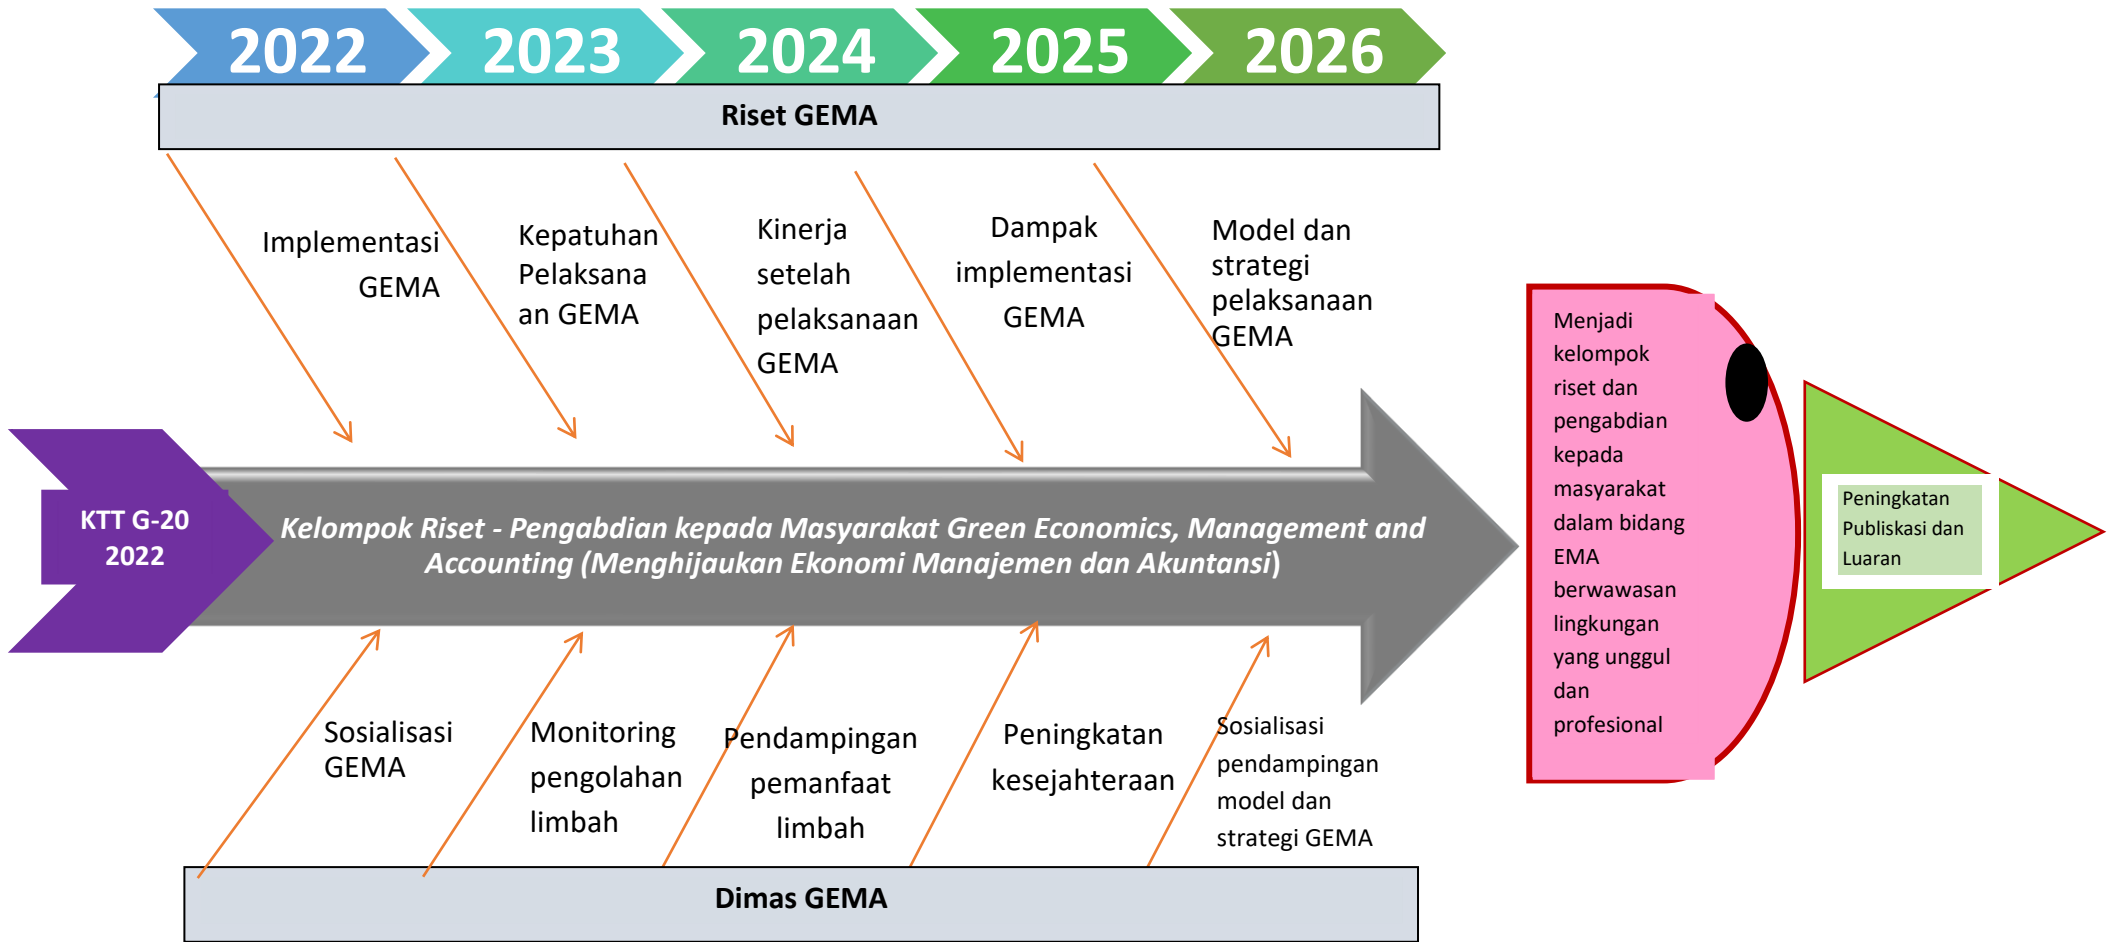 2022
2023
2024
2025
2026
Riset GEMA
Implementasi
GEMA
Kepatuhan
Pelaksana
an GEMA
Kinerja
setelah
pelaksanaan
GEMA
Dampak
implementasi
GEMA
Model dan
strategi
pelaksanaan
GEMA
KTT G-20
2022
Kelompok Riset - Pengabdian kepada Masyarakat Green Economics, Management and
Accounting (Menghijaukan Ekonomi Manajemen dan Akuntansi)
Menjadi
kelompok
riset dan
pengabdian
kepada
masyarakat
dalam bidang
EMA
berwawasan
lingkungan
yang unggul
dan
profesional
Peningkatan
Publiskasi dan
Luaran
Sosialisasi
GEMA
Monitoring
pengolahan
limbah
Pendampingan
pemanfaat
limbah
Peningkatan
kesejahteraan
Sosialisasi
pendampingan
model dan
strategi GEMA
Dimas GEMA